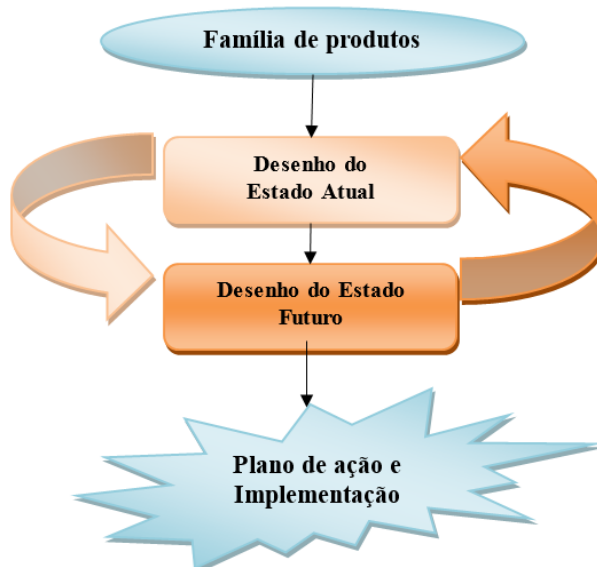 Família de produtos
Desenho do
Estado Atual
Desenho do Estado
Futuro
Plano de ação e
Implementação